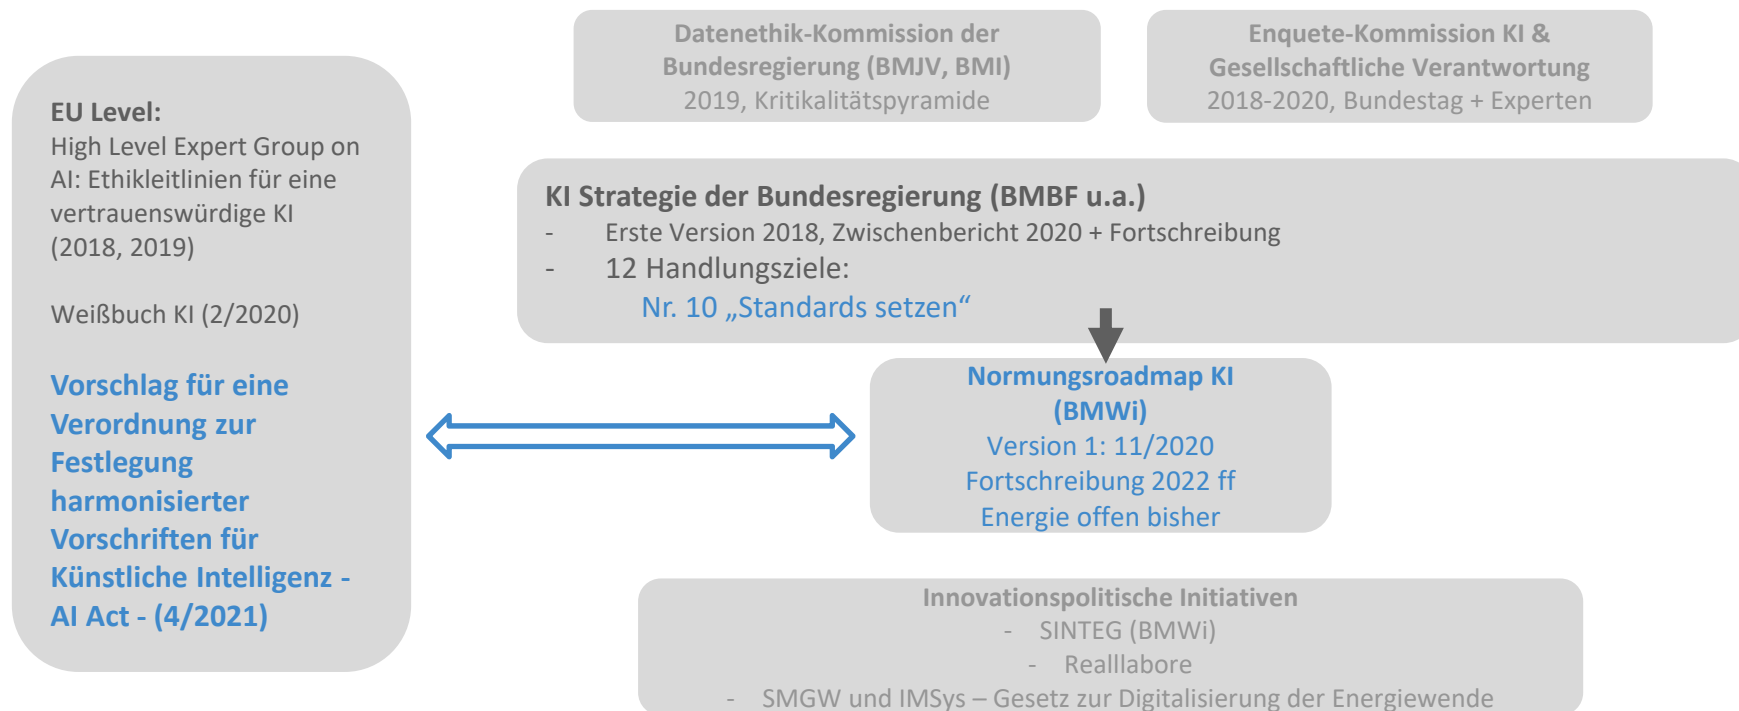 EU Level:
High Level Expert Group on
AI: Ethikleitlinien für eine
vertrauenswürdige KI
(2018, 2019)
Weißbuch KI (2/2020)
Vorschlag für eine
Verordnung zur
Festlegung
harmonisierter
Vorschriften für
Künstliche Intelligenz -
AI Act - (4/2021)
Datenethik-Kommission der
Bundesregierung (BMJV, BMI)
2019, Kritikalitätspyramide
Enquete-Kommission KI &
Gesellschaftliche Verantwortung
2018-2020, Bundestag + Experten
KI Strategie der Bundesregierung (BMBF u.a.)
- Erste Version 2018, Zwischenbericht 2020 + Fortschreibung
- 12 Handlungsziele:
Nr. 10 „Standards setzen“
Normungsroadmap KI
(BMWi)
Version 1: 11/2020
Fortschreibung 2022 ff
Energie offen bisher
Innovationspolitische Initiativen
- SINTEG (BMWi)
- Realllabore
- SMGW und IMSys – Gesetz zur Digitalisierung der Energiewende